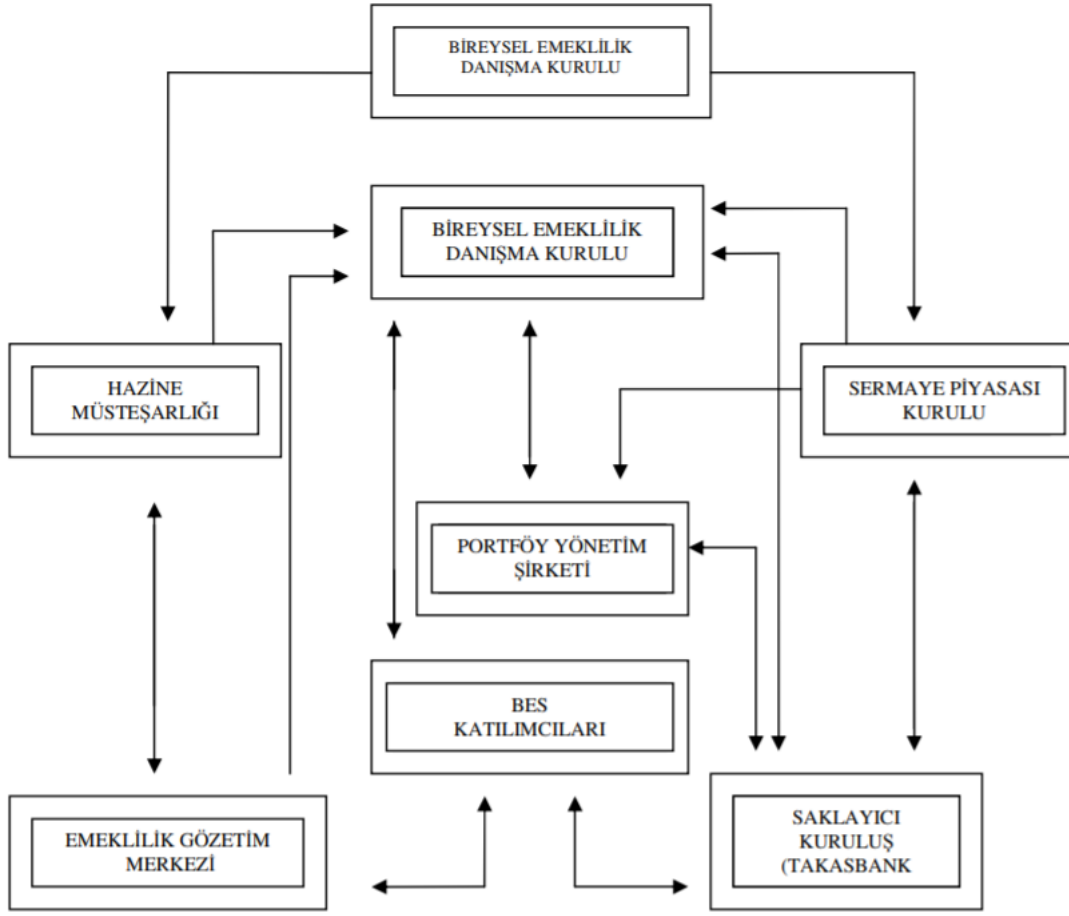 BİREYSEL EMEKLİLİK
DANIŞMA KURULU
BİREYSEL EMEKLİLİK
DANIŞMA KURULU
HAZİNE
MÜSTEŞARLIĞI
SERMAYE PİYASASI
KURULU
PORTFÖY YÖNETİM
ŞİRKETİ
BES
KATILIMCILARI
EMEKLİLİK GÖZETİM
MERKEZİ
SAKLAYICI
KURULUŞ
(TAKASBANK